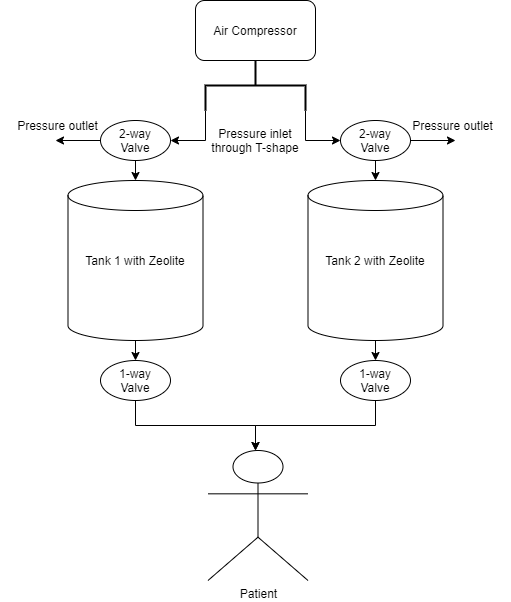 Air Compressor
Pressure outlet
2-way
Valve
Pressure inlet
through T-shape
2-way
Valve
Pressure outlet
Tank 1 with Zeolite
Tank 2 with Zeolite
1-way
Valve
1-way
Valve
Patient